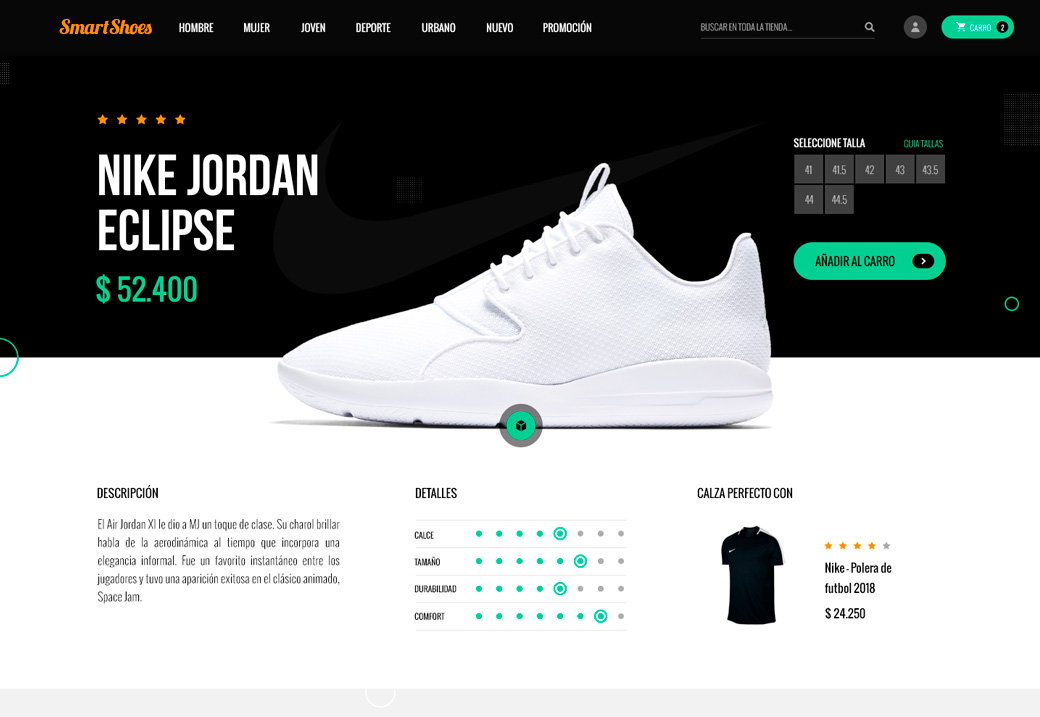 SmartShoes
HOMBRE MUJER JOVEN DEPORTE URBANO NUEVO PROMOCIÓN
BUSCAR EN TODA LA TIENDA...
CARRO 2
NIKE JORDAN
ECLIPSE
$ 52.400
SELECCIONE TALLA GUIA TALLAS
41 41.5 42 43 43.5
44 44.5
AÑADIR AL CARRO
DESCRIPCIÓN
El Air Jordan XI le dio a MJ un toque de clase. Su charol brillar
habla de la aerodinámica al tiempo que incorpora una
elegancia informal. Fue un favorito instantáneo entre los
jugadores y tuvo una aparición exitosa en el clásico animado,
Space Jam.
DETALLES
CALCE
TAMAÑO
DURABILIDAD
COMFORT
CALZA PERFECTO CON
Nike - Polera de
futbol 2018
$ 24.250